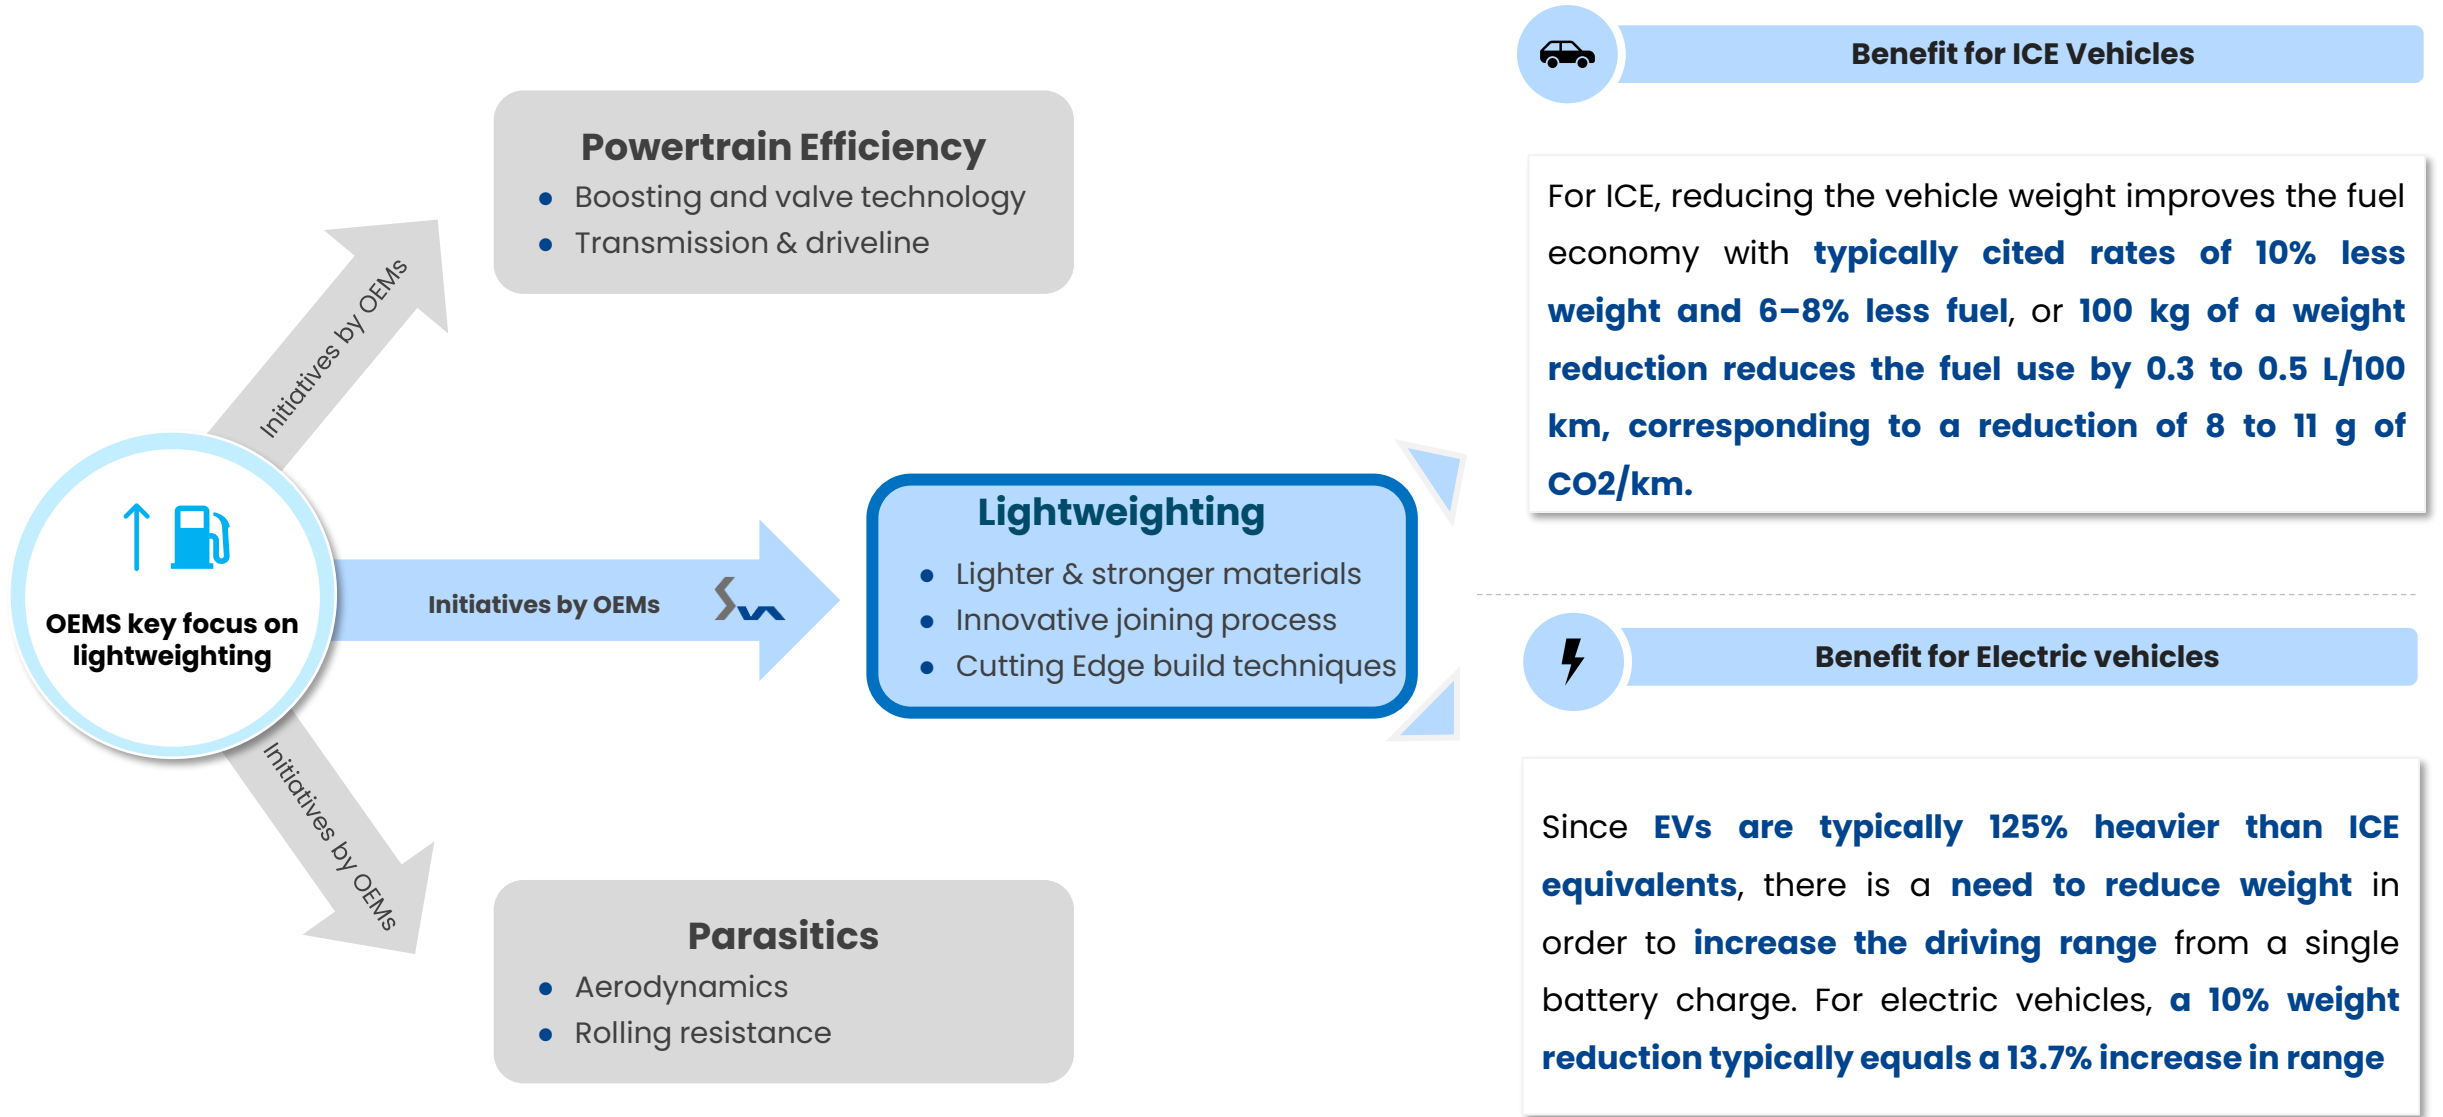 Benefit for ICE Vehicles
Powertrain Efficiency
Boosting and valve technology
Transmission & driveline
For ICE, reducing the vehicle weight improves the fuel
economy with typically cited rates of 10% less
weight and 6–8% less fuel, or 100 kg of a weight
reduction reduces the fuel use by 0.3 to 0.5 L/100
km, corresponding to a reduction of 8 to 11 g of
CO2/km.
Initiatives by OEMs
OEMS key focus on
lightweighting
Initiatives by OEMs
Lightweighting
Lighter & stronger materials
Innovative joining process
Cutting Edge build techniques
Benefit for Electric vehicles
Initiatives by OEMs
Parasitics
Aerodynamics
Rolling resistance
Since EVs are typically 125% heavier than ICE
equivalents, there is a need to reduce weight in
order to increase the driving range from a single
battery charge. For electric vehicles, a 10% weight
reduction typically equals a 13.7% increase in range